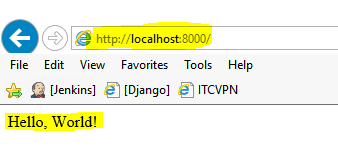 http://localhost:8000/
File Edit View Favorites Tools Help
[Jenkins] [Django] ITCVPN
Hello, World!